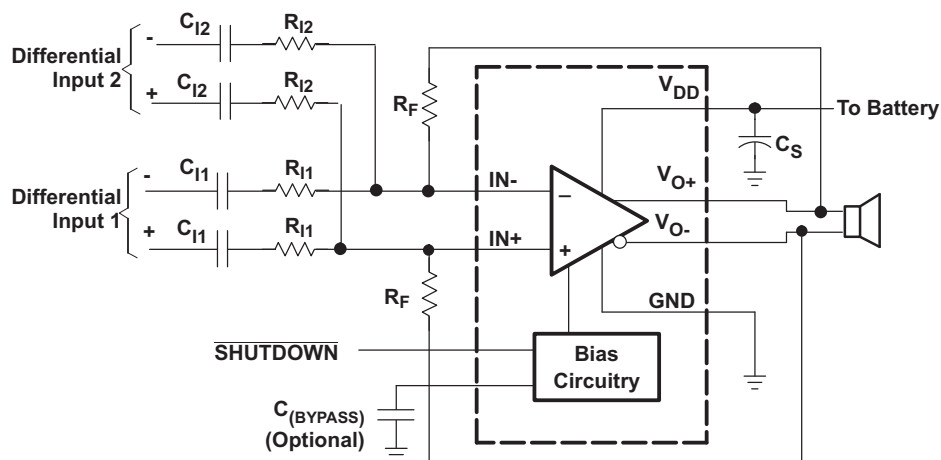 Differential
Input 2
-
C_I2
R_I2
+
C_I2
R_I2
Differential
Input 1
-
C_I1
R_I1
+
C_I1
R_I1
R_F
R_F
IN-
IN+
−
+
V_DD
To Battery
C_S
V_O+
V_O-
GND
SHUTDOWN
Bias
Circuitry
C_(BYPASS)
(Optional)